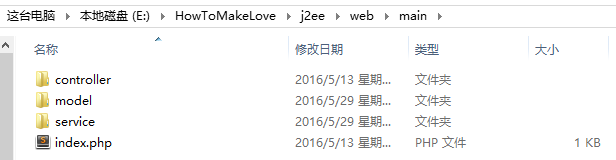 这台电脑 本地磁盘 (E:) HowToMakeLove j2ee web main
名称 修改日期 类型 大小
controller 2016/5/13 星期... 文件夹
model 2016/5/29 星期... 文件夹
service 2016/5/29 星期... 文件夹
index.php 2016/5/13 星期... PHP 文件 1 KB